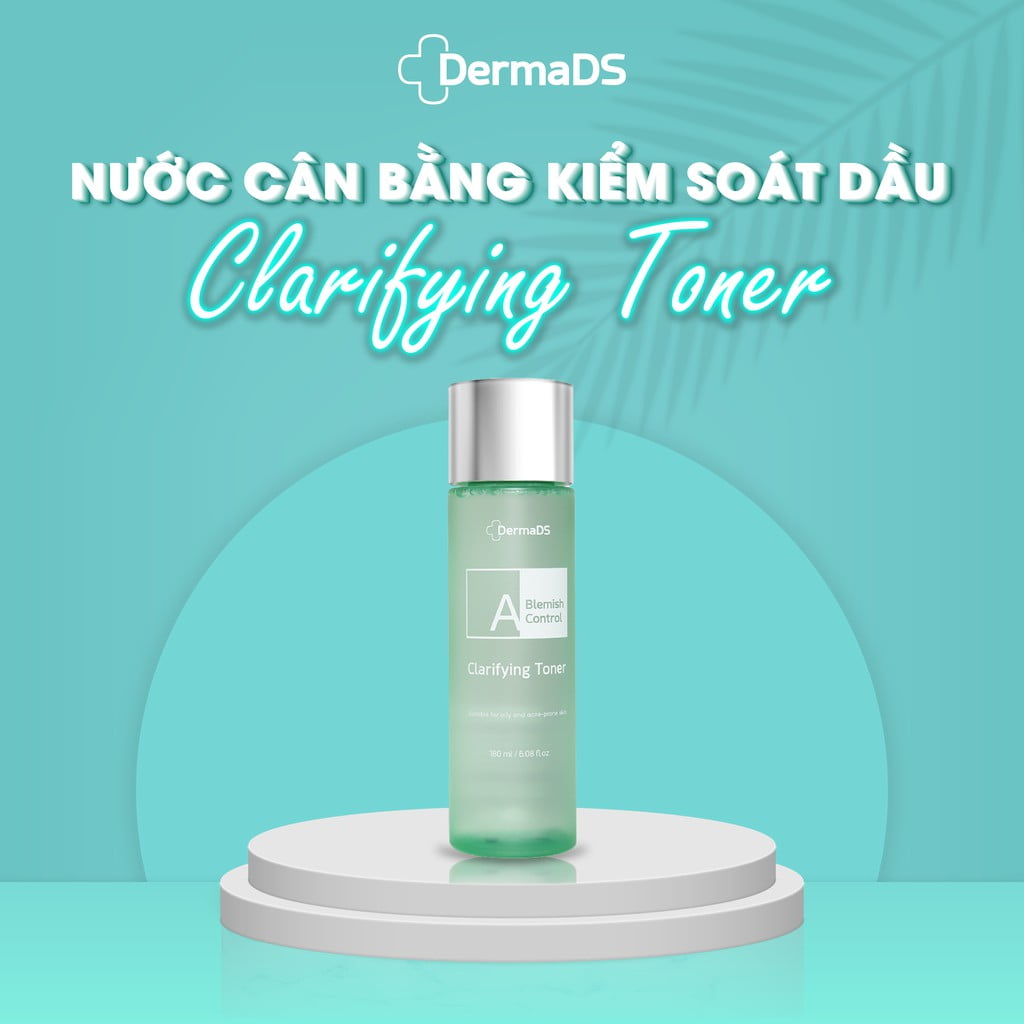 DermaDS
NƯỚC CÂN BẰNG KIỂM SOÁT DẦU
Clarifying Toner
DermaDS
A
Blemish
Control
Clarifying Toner
Suitable for oily and acne-prone skin
180 ml / 6.08 fl.oz